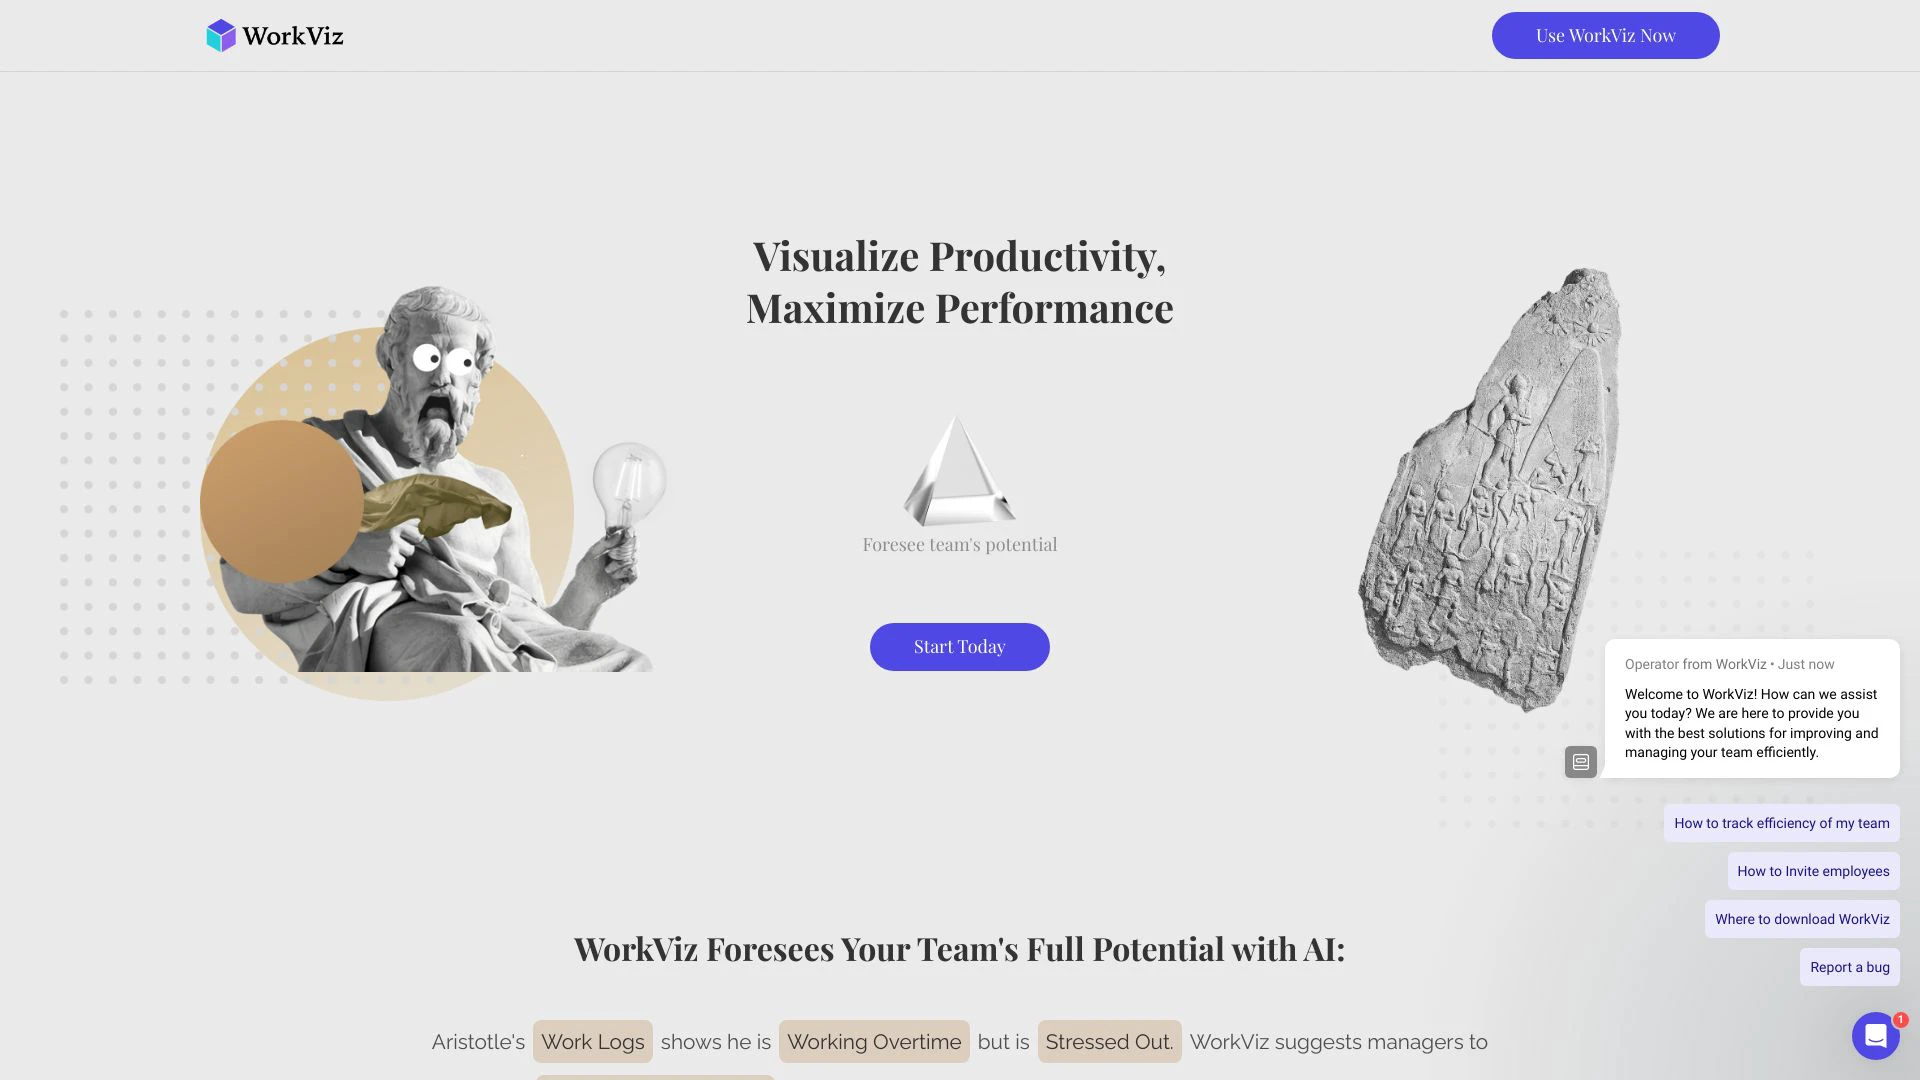 WorkViz
Use WorkViz Now
Visualize Productivity,
Maximize Performance
Foresee team's potential
Start Today
Operator from WorkViz • Just now
Welcome to WorkViz! How can we assist
you today? We are here to provide you
with the best solutions for improving and
managing your team efficiently.
How to track efficiency of my team
How to Invite employees
Where to download WorkViz
Report a bug
1
WorkViz Foresees Your Team's Full Potential with AI:
Aristotle's Work Logs shows he is Working Overtime but is Stressed Out. WorkViz suggests managers to